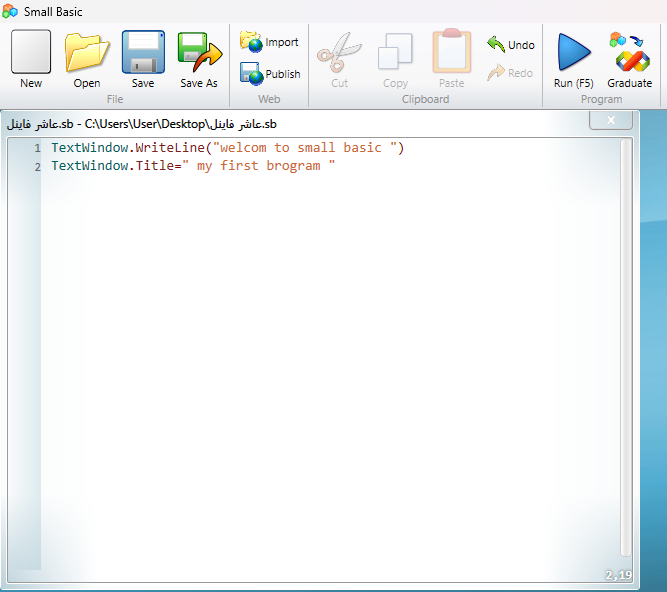 Small Basic
New Open Save Save As Import Publish Cut Copy Paste Undo Redo Run (F5) Graduate
File Web Clipboard Program
عاشر فاينل.sb - C:\Users\User\Desktop\عاشر فاينل.sb
1 TextWindow.WriteLine("welcom to small basic ")
2 TextWindow.Title=" my first brogram "
2,19